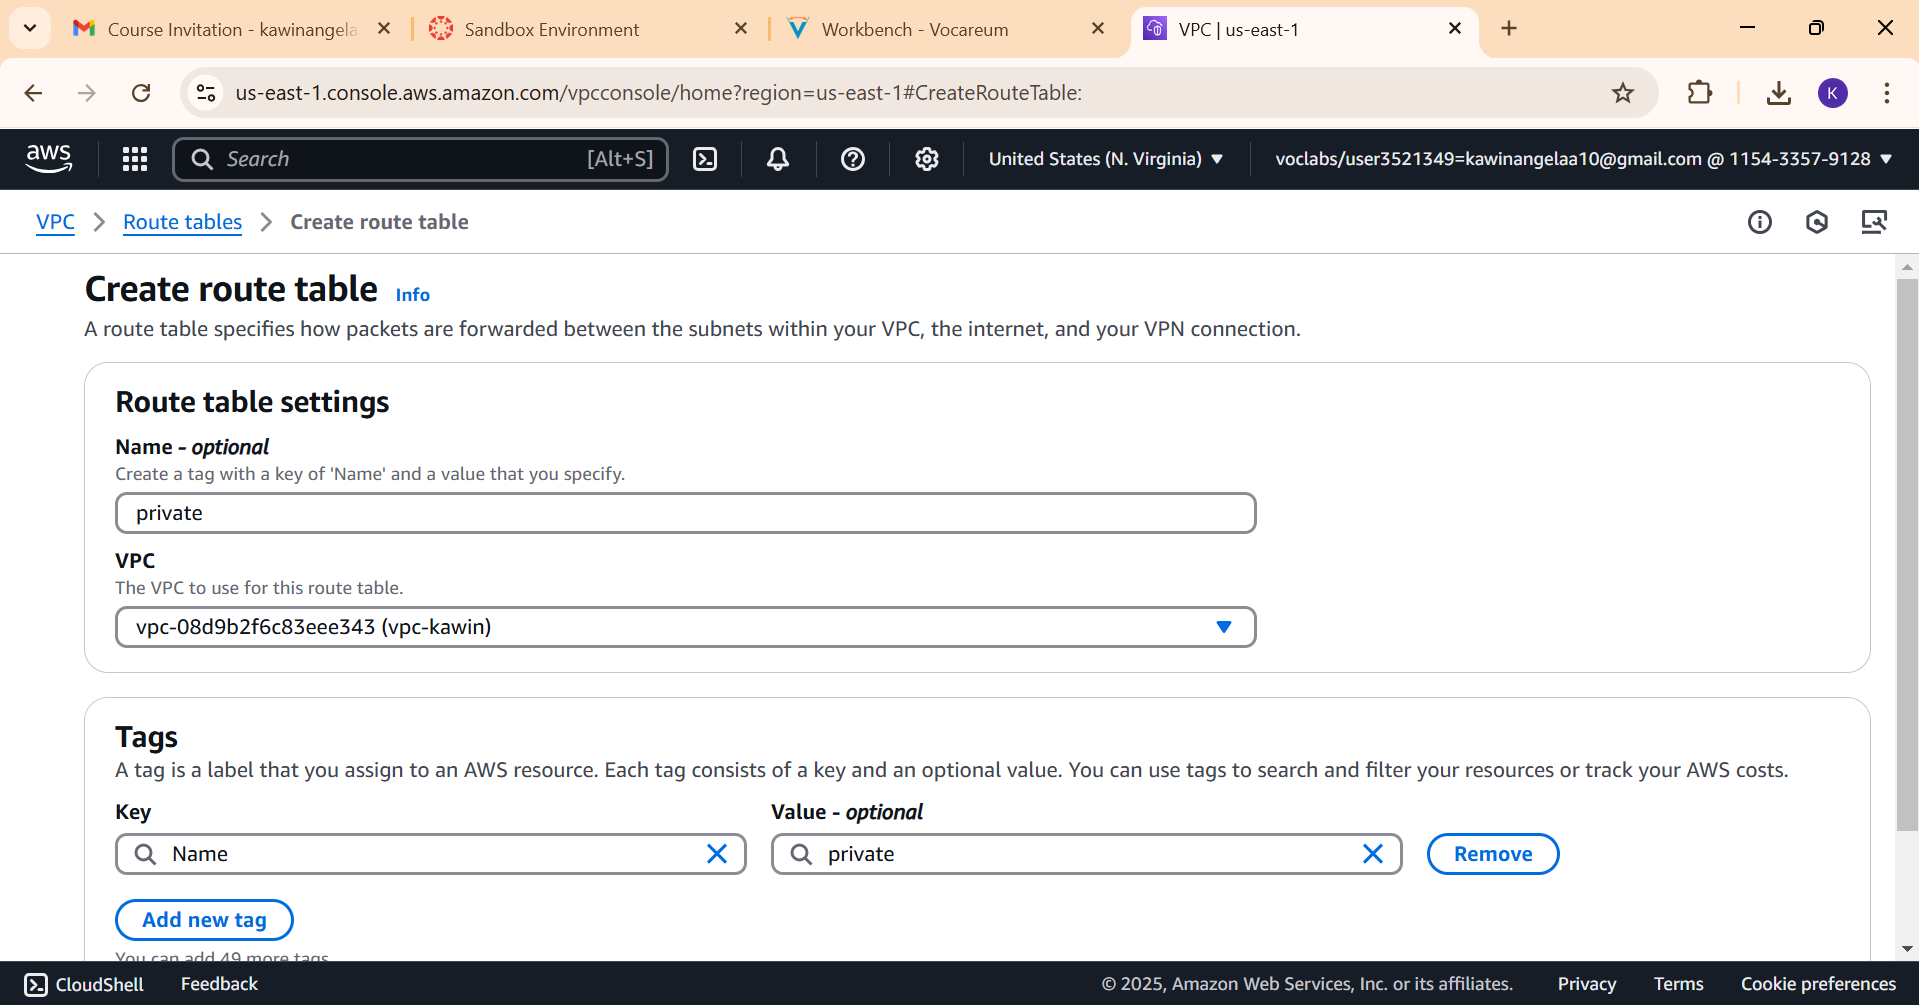 Course Invitation - kawinangela
Sandbox Environment
Workbench - Vocareum
VPC | us-east-1
us-east-1.console.aws.amazon.com/vpcconsole/home?region=us-east-1#CreateRouteTable:
K
aws
Search
[Alt+S]
United States (N. Virginia)
voclabs/user3521349=kawinangelaa10@gmail.com @ 1154-3357-9128
VPC
Route tables
Create route table
Create route table Info
A route table specifies how packets are forwarded between the subnets within your VPC, the internet, and your VPN connection.
Route table settings
Name - optional
Create a tag with a key of 'Name' and a value that you specify.
private
VPC
The VPC to use for this route table.
vpc-08d9b2f6c83eee343 (vpc-kawin)
Tags
A tag is a label that you assign to an AWS resource. Each tag consists of a key and an optional value. You can use tags to search and filter your resources or track your AWS costs.
Key
Value - optional
Name
private
Remove
Add new tag
You can add 49 more tags
CloudShell
Feedback
© 2025, Amazon Web Services, Inc. or its affiliates.
Privacy
Terms
Cookie preferences